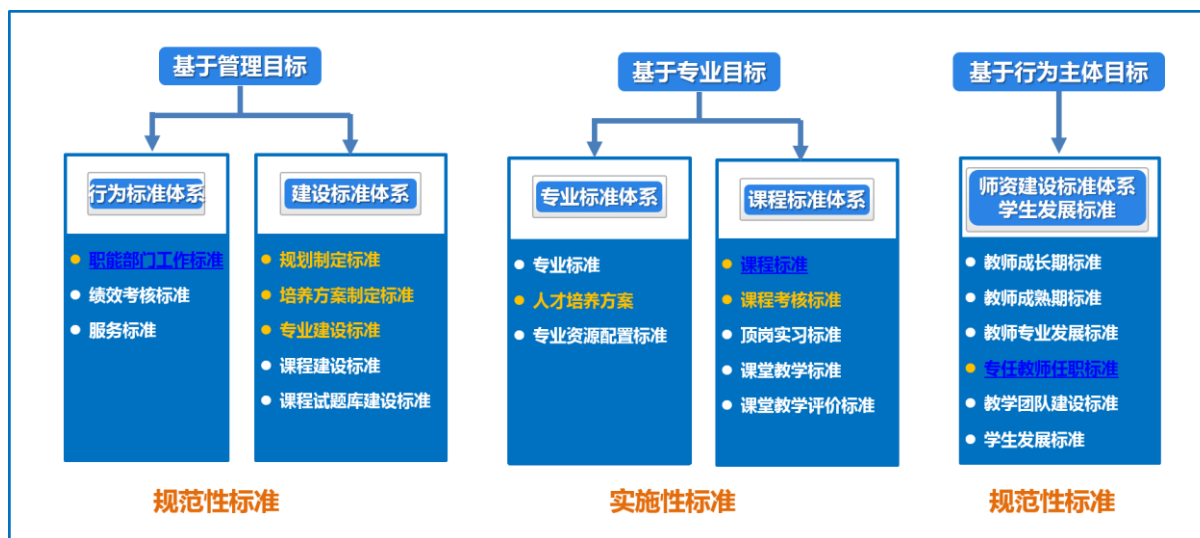 基于管理目标
行为标准体系
职能部门工作标准
绩效考核标准
服务标准
建设标准体系
规划制定标准
培养方案制定标准
专业建设标准
课程建设标准
课程试题库建设标准
规范性标准
基于专业目标
专业标准体系
专业标准
人才培养方案
专业资源配置标准
课程标准体系
课程标准
课程考核标准
顶岗实习标准
课堂教学标准
课堂教学评价标准
实施性标准
基于行为主体目标
师资建设标准体系
学生发展标准
教师成长期标准
教师成熟期标准
教师专业发展标准
专任教师任职标准
教学团队建设标准
学生发展标准
规范性标准